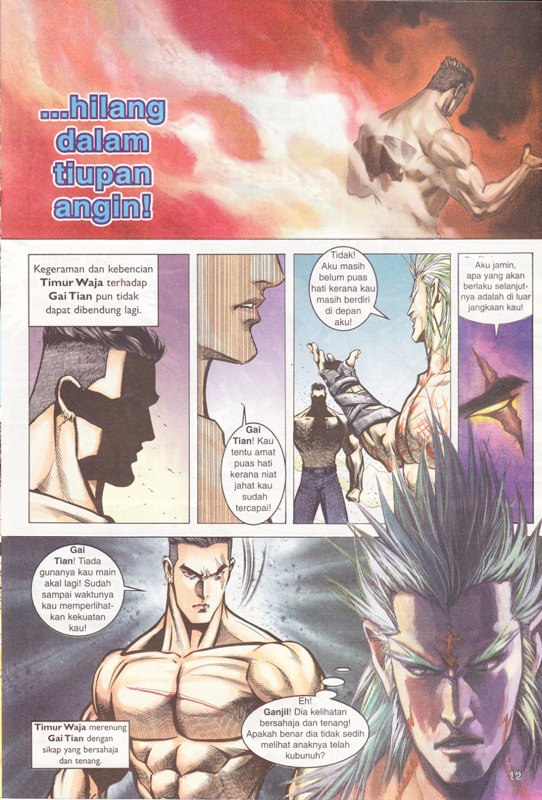 ...hilang
dalam
tiupan
angin!
Kegeraman dan kebencian
Timur Waja terhadap
Gai Tian pun tidak
dapat dibendung lagi.
Gai
Tian! Kau
tentu amat
puas hati
kerana niat
jahat kau
sudah
tercapai!
Tidak!
Aku masih
belum puas
hati kerana kau
masih berdiri
di depan
aku!
Aku jamin,
apa yang akan
berlaku selanjut-
nya adalah di luar
jangkaan kau!
Gai
Tian! Tiada
gunanya kau main
akal lagi! Sudah
sampai waktunya
kau memperlihat-
kan kekuatan
kau!
Timur Waja merenung
Gai Tian dengan
sikap yang bersahaja
dan tenang.
Eh!
Ganjil! Dia kelihatan
bersahaja dan tenang!
Apakah benar dia tidak sedih
melihat anaknya telah
kubunuh?
12